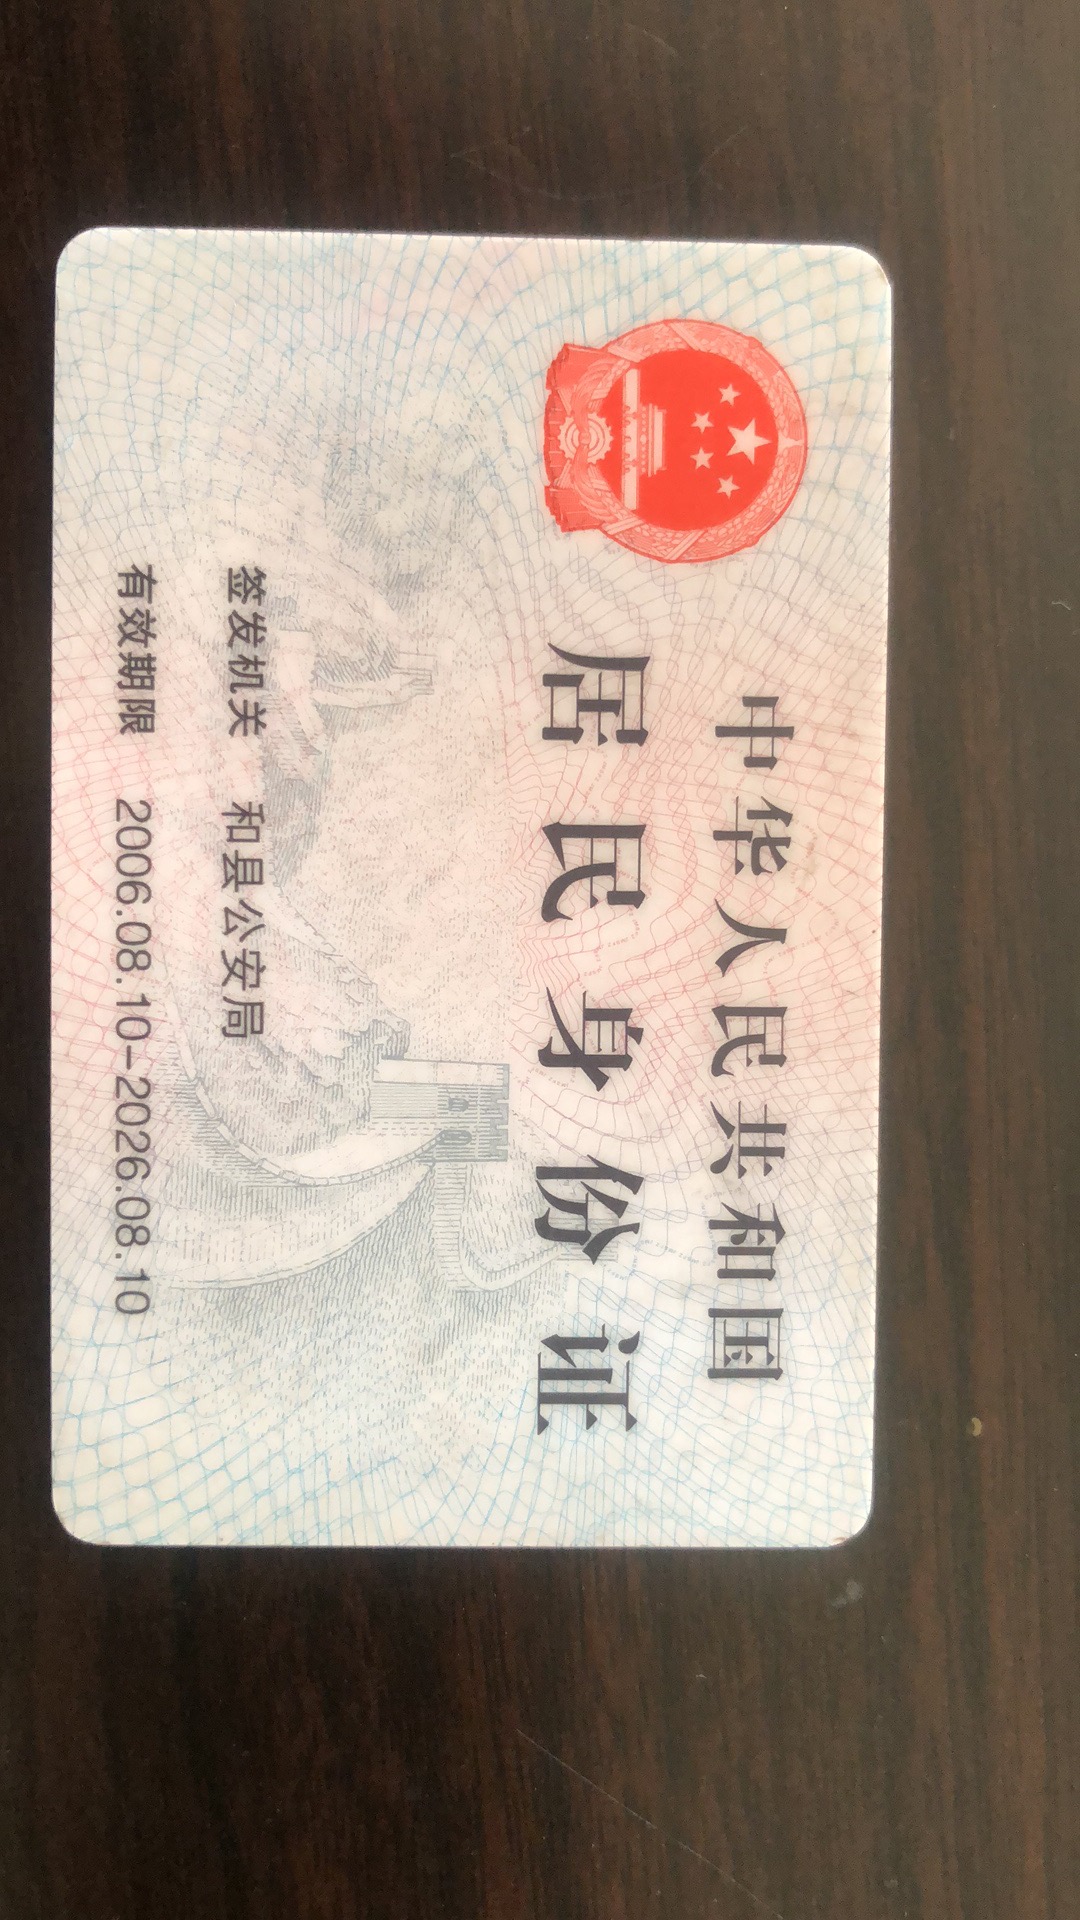 中华人民共和国
居民身份证
签发机关 和县公安局
有效期限 2006.08.10-2026.08.10